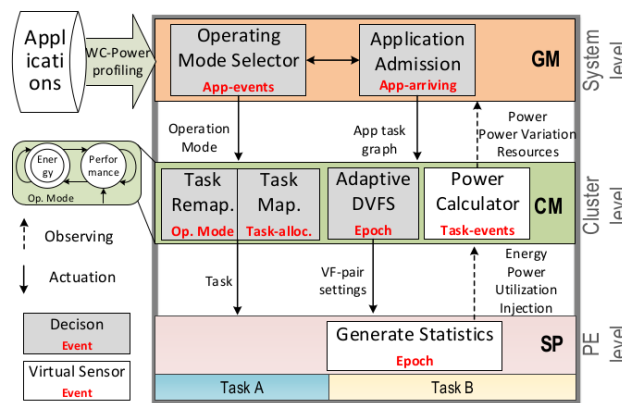 Appl
icati
ons
WC-Power
profiling
Operating
Mode Selector
App-events
Application
Admission
App-arriving
GM
System
level
Operation
Mode
App task
graph
Power
Power Variation
Resources
Ener
gy
Perfor
mance
Op. Mode
Task
Remap.
Op. Mode
Task
Map.
Task-alloc.
Adaptive
DVFS
Epoch
Power
Calculator
Task-events
CM
Cluster
level
Observing
Actuation
Task
VF-pair
settings
Energy
Power
Utilization
Injection
Decison
Event
Virtual Sensor
Event
Generate Statistics
Epoch
SP
PE
level
Task A
Task B